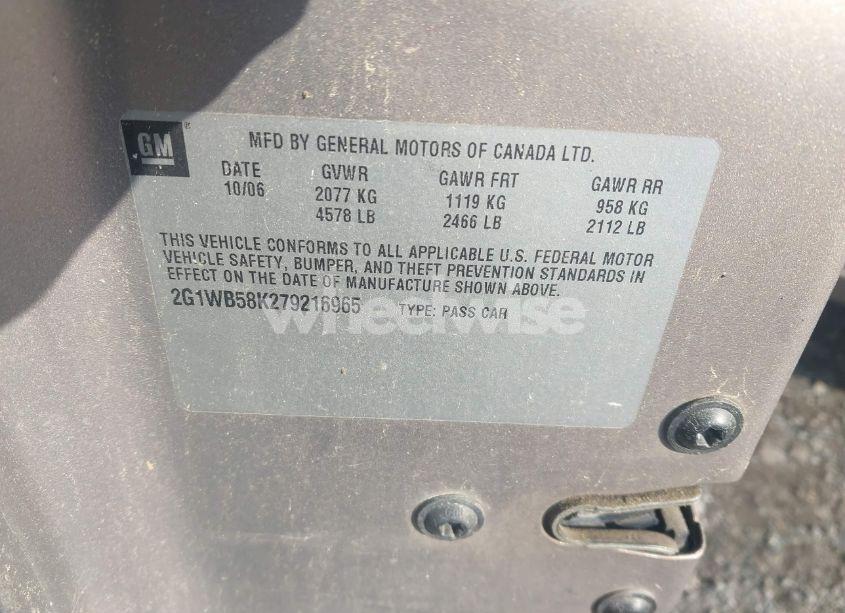 GM
MFD BY GENERAL MOTORS OF CANADA LTD.
DATE GVWR GAWR FRT GAWR RR
10/06 2077 KG 1119 KG 958 KG
4578 LB 2466 LB 2112 LB
THIS VEHICLE CONFORMS TO ALL APPLICABLE U.S. FEDERAL MOTOR
VEHICLE SAFETY, BUMPER, AND THEFT PREVENTION STANDARDS IN
EFFECT ON THE DATE OF MANUFACTURE SHOWN ABOVE.
2G1WB58K279216965 TYPE: PASS CAR
wheelwise